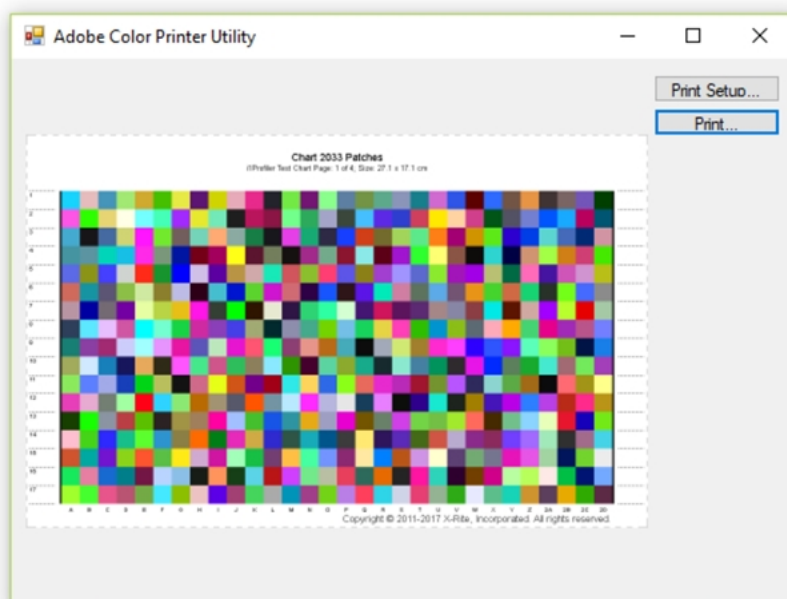 Adobe Color Printer Utility
Print Setup...
Print...
Chart 2033 Patches
i1Profiler Test Chart Page: 1 of 4, Size: 27.1 x 17.1 cm
1
2
3
4
5
6
7
8
9
10
11
12
13
14
15
16
17
A B C D E F G H I J K L M N O P Q R S T U V W X Y Z 2A 2B 2C 2D
Copyright © 2011-2017 X-Rite, Incorporated. All rights reserved.